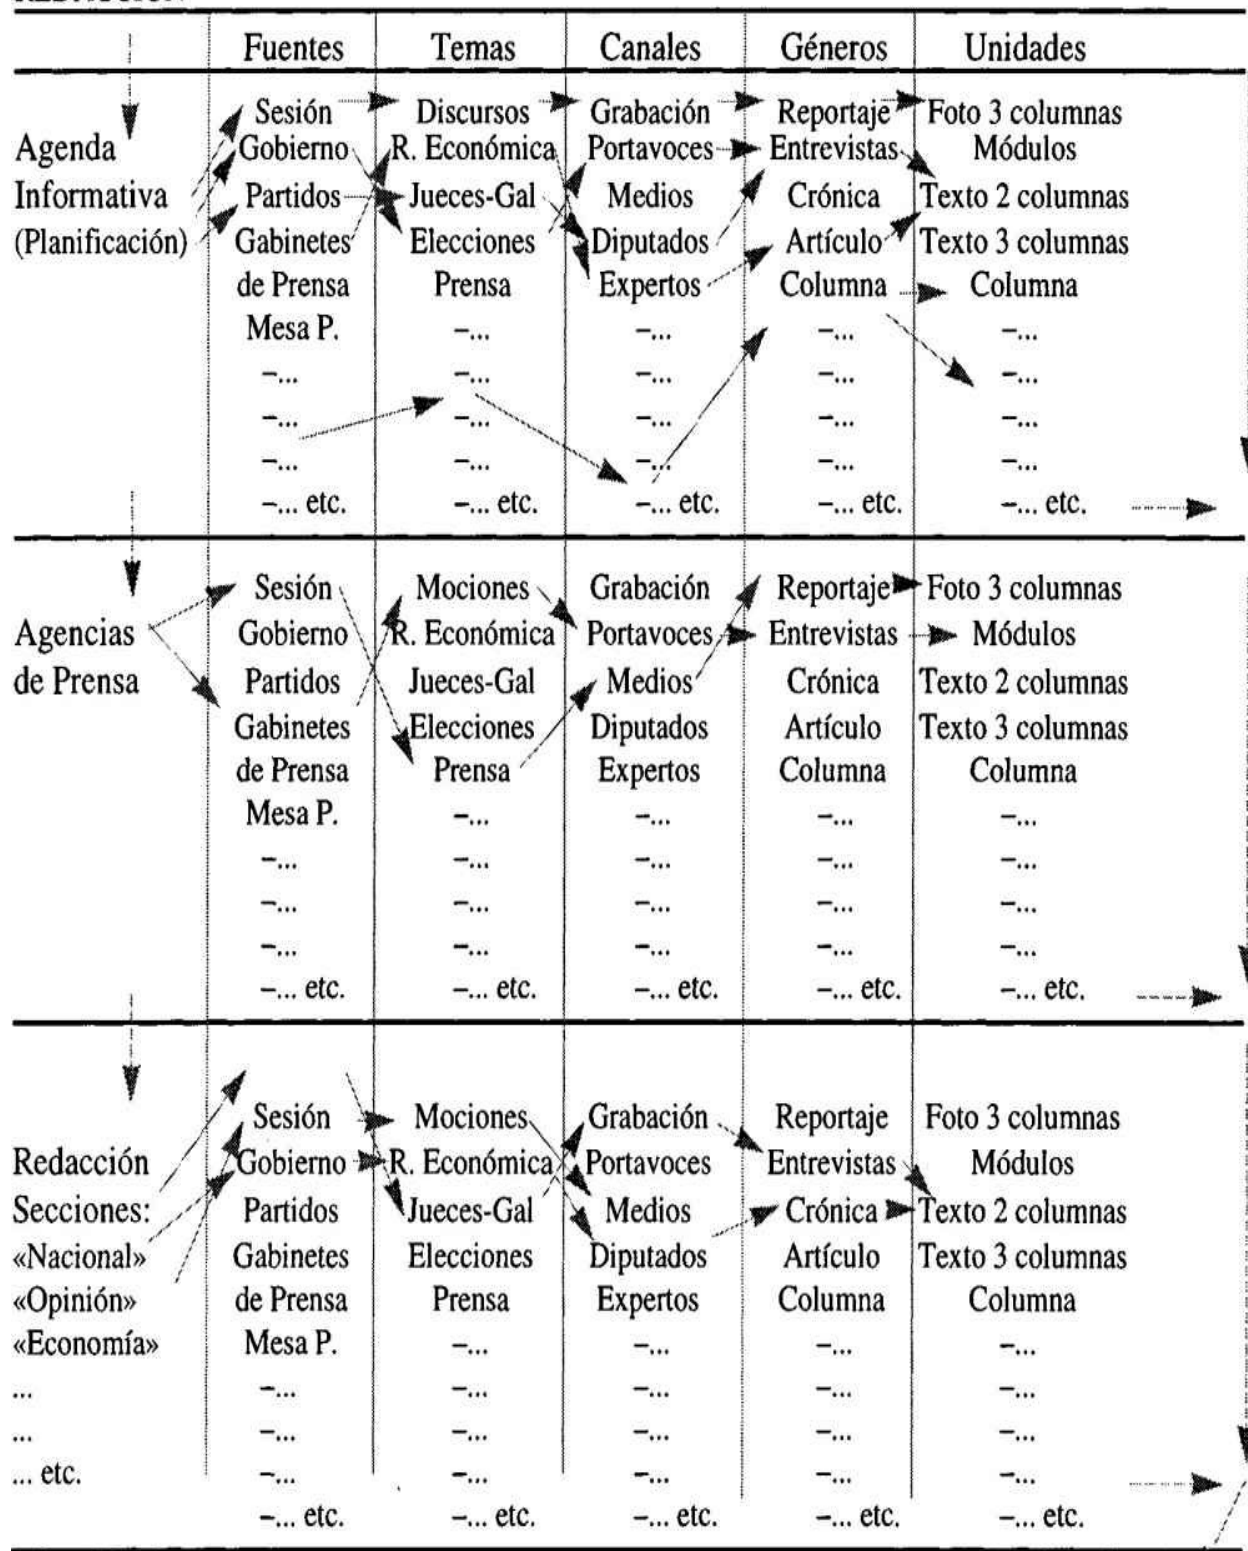 Fuentes Temas Canales Géneros Unidades
Sesión Discursos Grabación Reportaje Foto 3 columnas
Agenda Gobierno R. Económica Portavoces Entrevistas Módulos
Informativa Partidos Jueces-Gal Medios Crónica Texto 2 columnas
(Planificación) Gabinetes Elecciones Diputados Artículo Texto 3 columnas
de Prensa Prensa Expertos Columna Columna
Mesa P. –... –... –... –...
–... –... –... –... –...
–... –... –... –... –...
–... –... –... –... –...
–... etc. –... etc. –... etc. –... etc. –... etc.
Sesión Mociones Grabación Reportaje Foto 3 columnas
Agencias Gobierno R. Económica Portavoces Entrevistas Módulos
de Prensa Partidos Jueces-Gal Medios Crónica Texto 2 columnas
Gabinetes Elecciones Diputados Artículo Texto 3 columnas
de Prensa Prensa Expertos Columna Columna
Mesa P. –... –... –... –...
–... –... –... –... –...
–... –... –... –... –...
–... –... –... –... –...
–... etc. –... etc. –... etc. –... etc. –... etc.
Sesión Mociones Grabación Reportaje Foto 3 columnas
Redacción Gobierno R. Económica Portavoces Entrevistas Módulos
Secciones: Partidos Jueces-Gal Medios Crónica Texto 2 columnas
«Nacional» Gabinetes Elecciones Diputados Artículo Texto 3 columnas
«Opinión» de Prensa Prensa Expertos Columna Columna
«Economía» Mesa P. –... –... –... –...
... –... –... –... –... –...
... –... –... –... –... –...
... etc. –... –... –... –... –...
–... etc. –... etc. –... etc. –... etc. –... etc.